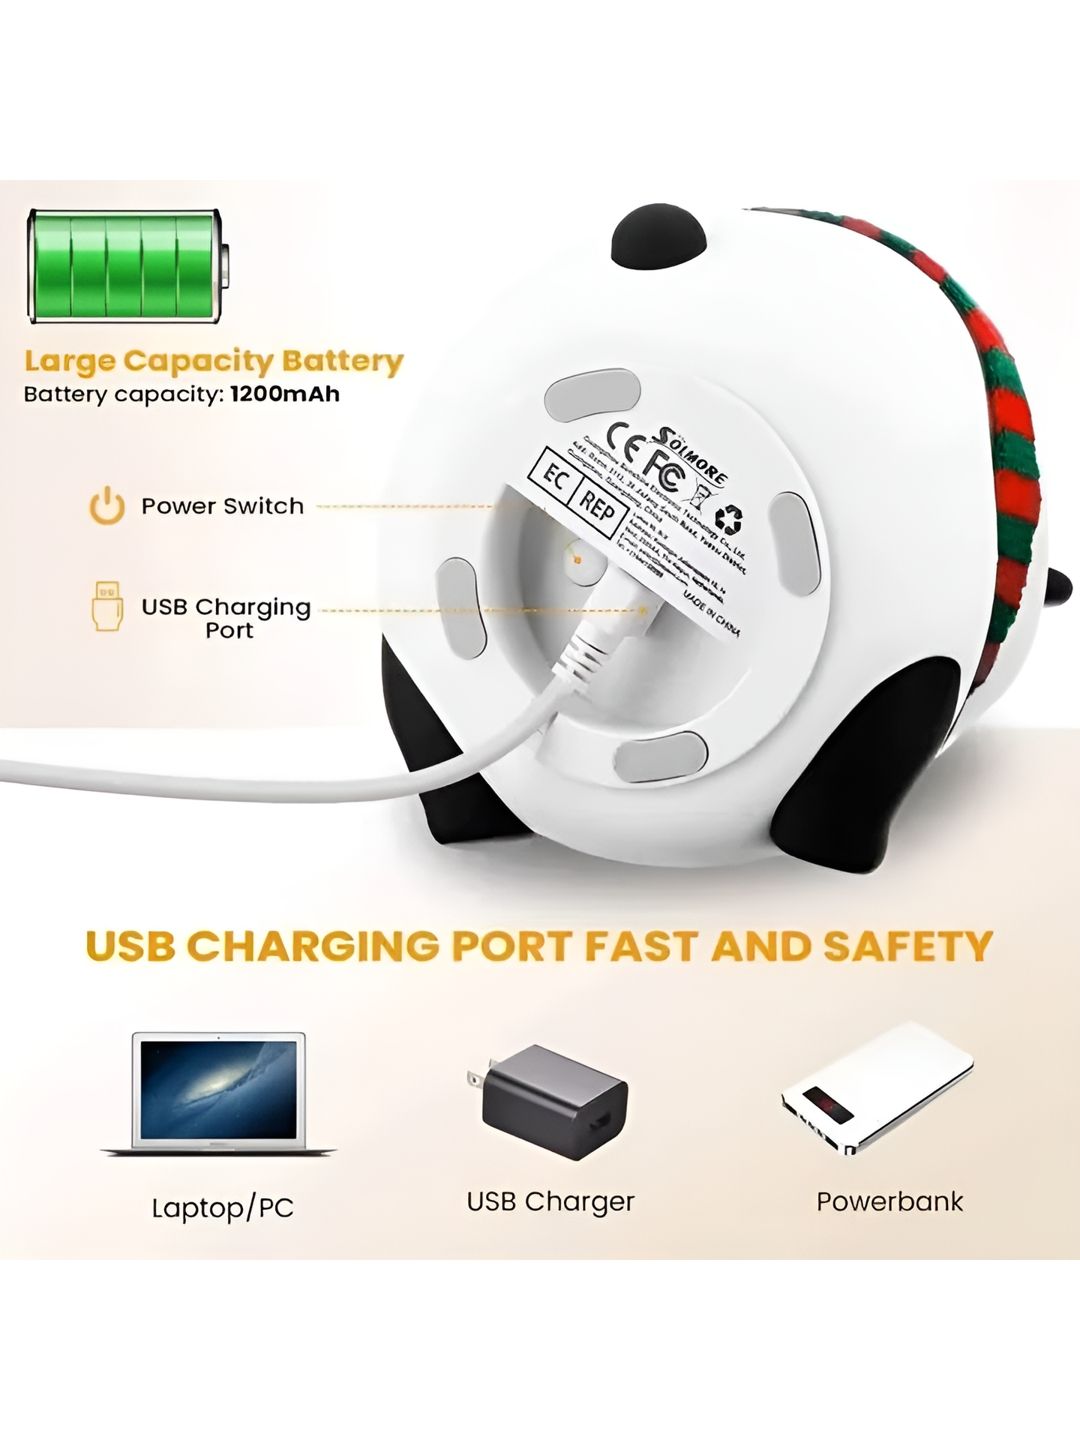 Large Capacity Battery
Battery capacity: 1200mAh
Power Switch
USB Charging
Port
SOLMORE
CE FC
EC REP
MADE IN CHINA
USB CHARGING PORT FAST AND SAFETY
Laptop/PC
USB Charger
Powerbank